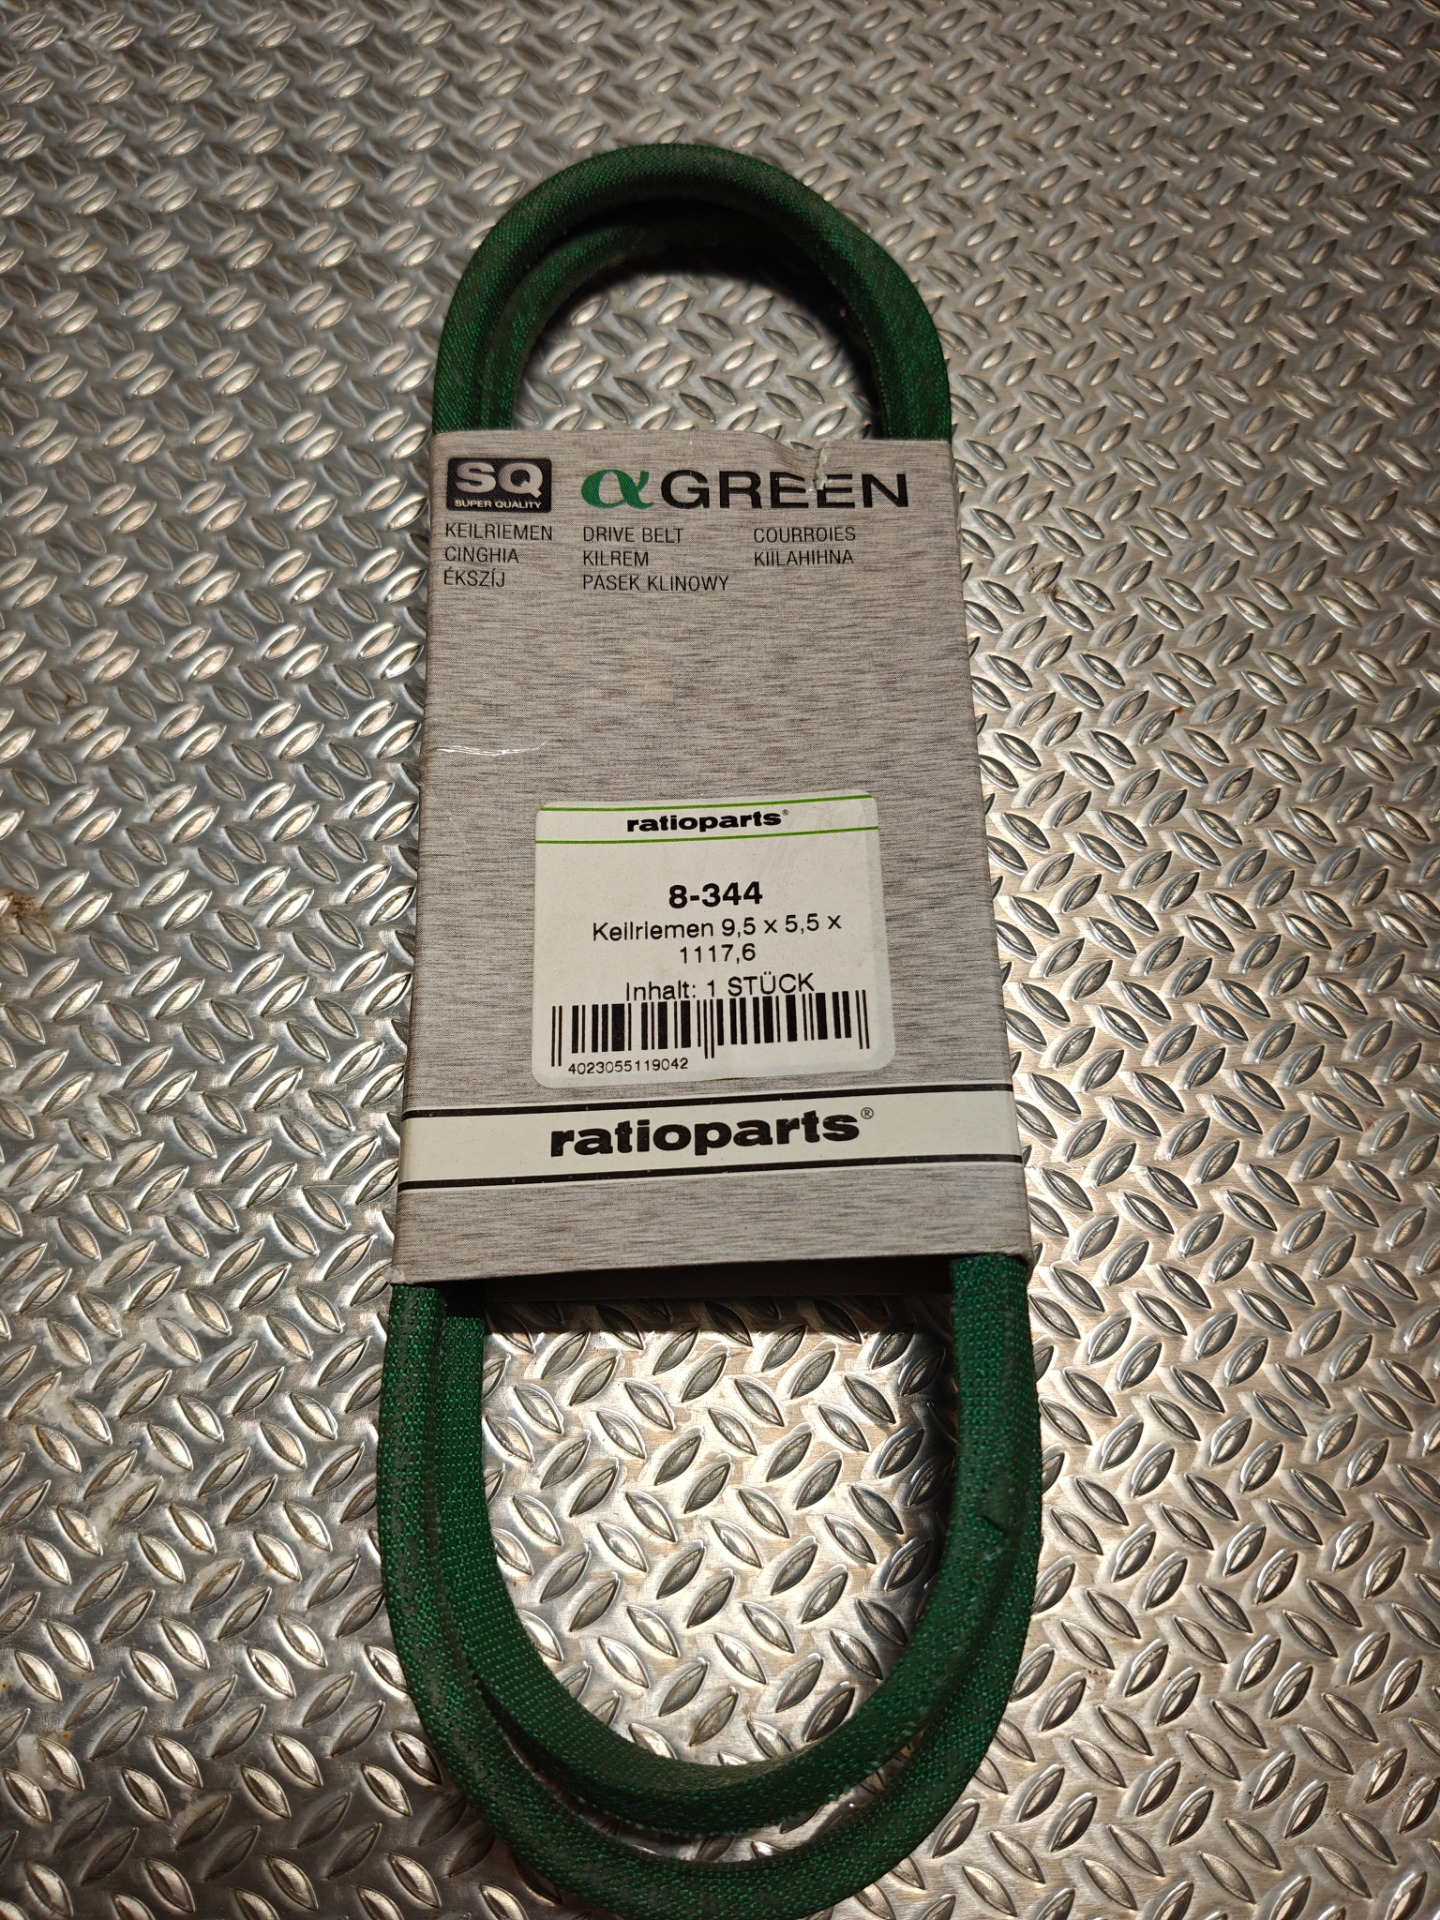 SQ αGREEN
SUPER QUALITY
KEILRIEMEN DRIVE BELT COURROIES
CINGHIA KILREM KIILAHIHNA
ÉKSZÍJ PASEK KLINOWY
ratioparts®
8-344
Keilriemen 9,5 x 5,5 x
1117,6
Inhalt: 1 STÜCK
4023055119042
ratioparts®